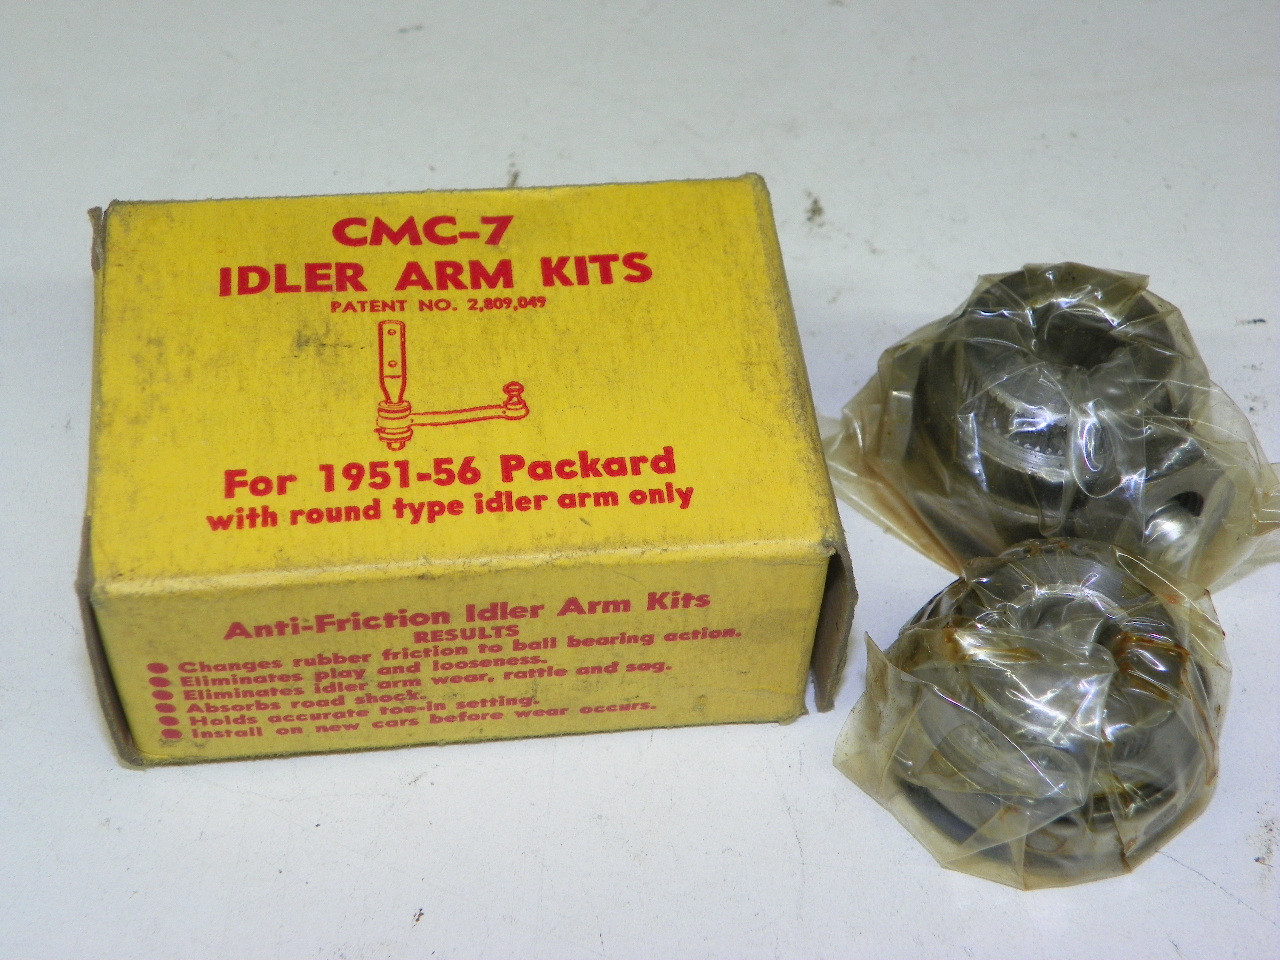 CMC-7
IDLER ARM KITS
PATENT NO. 2,809,049
For 1951-56 Packard
with round type idler arm only
Anti-Friction Idler Arm Kits
RESULTS
● Changes rubber friction to ball bearing action.
● Eliminates play and looseness.
● Eliminates idler arm wear, rattle and sag.
● Absorbs road shock.
● Holds accurate toe-in setting.
● Install on new cars before wear occurs.